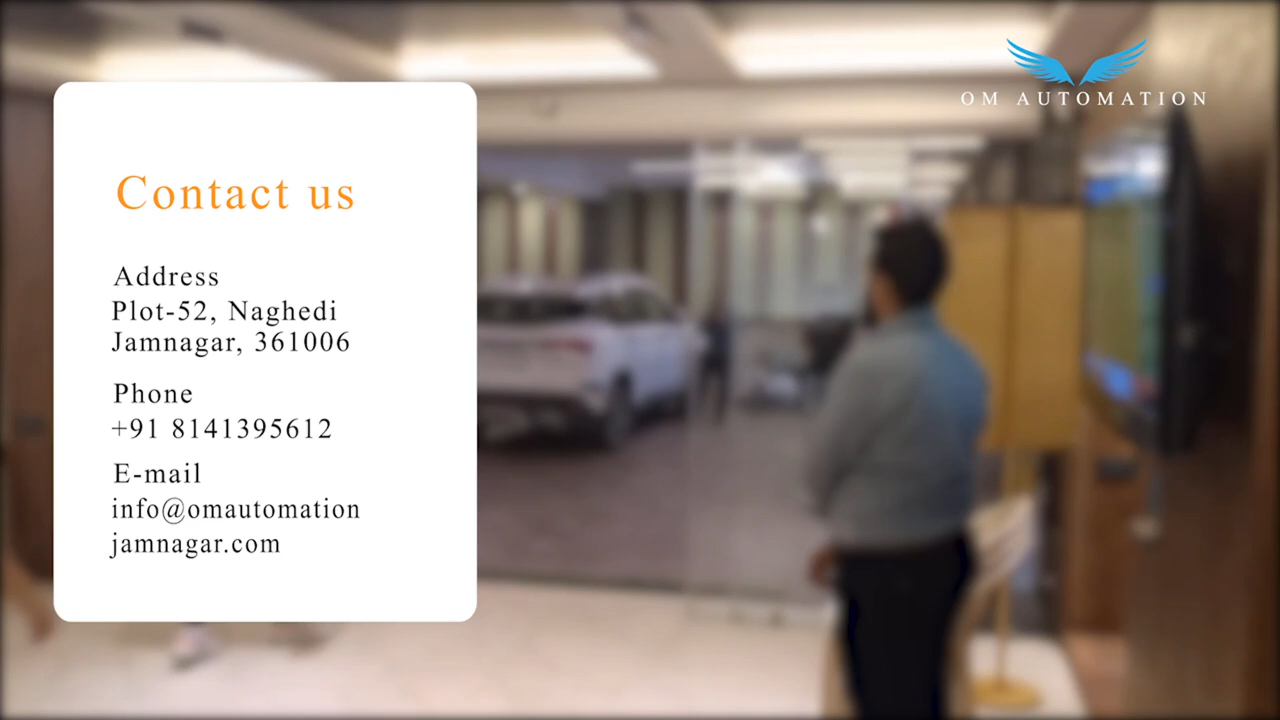 OM AUTOMATION
Contact us
Address
Plot-52, Naghedi
Jamnagar, 361006
Phone
+91 8141395612
E-mail
info@omautomation
jamnagar.com